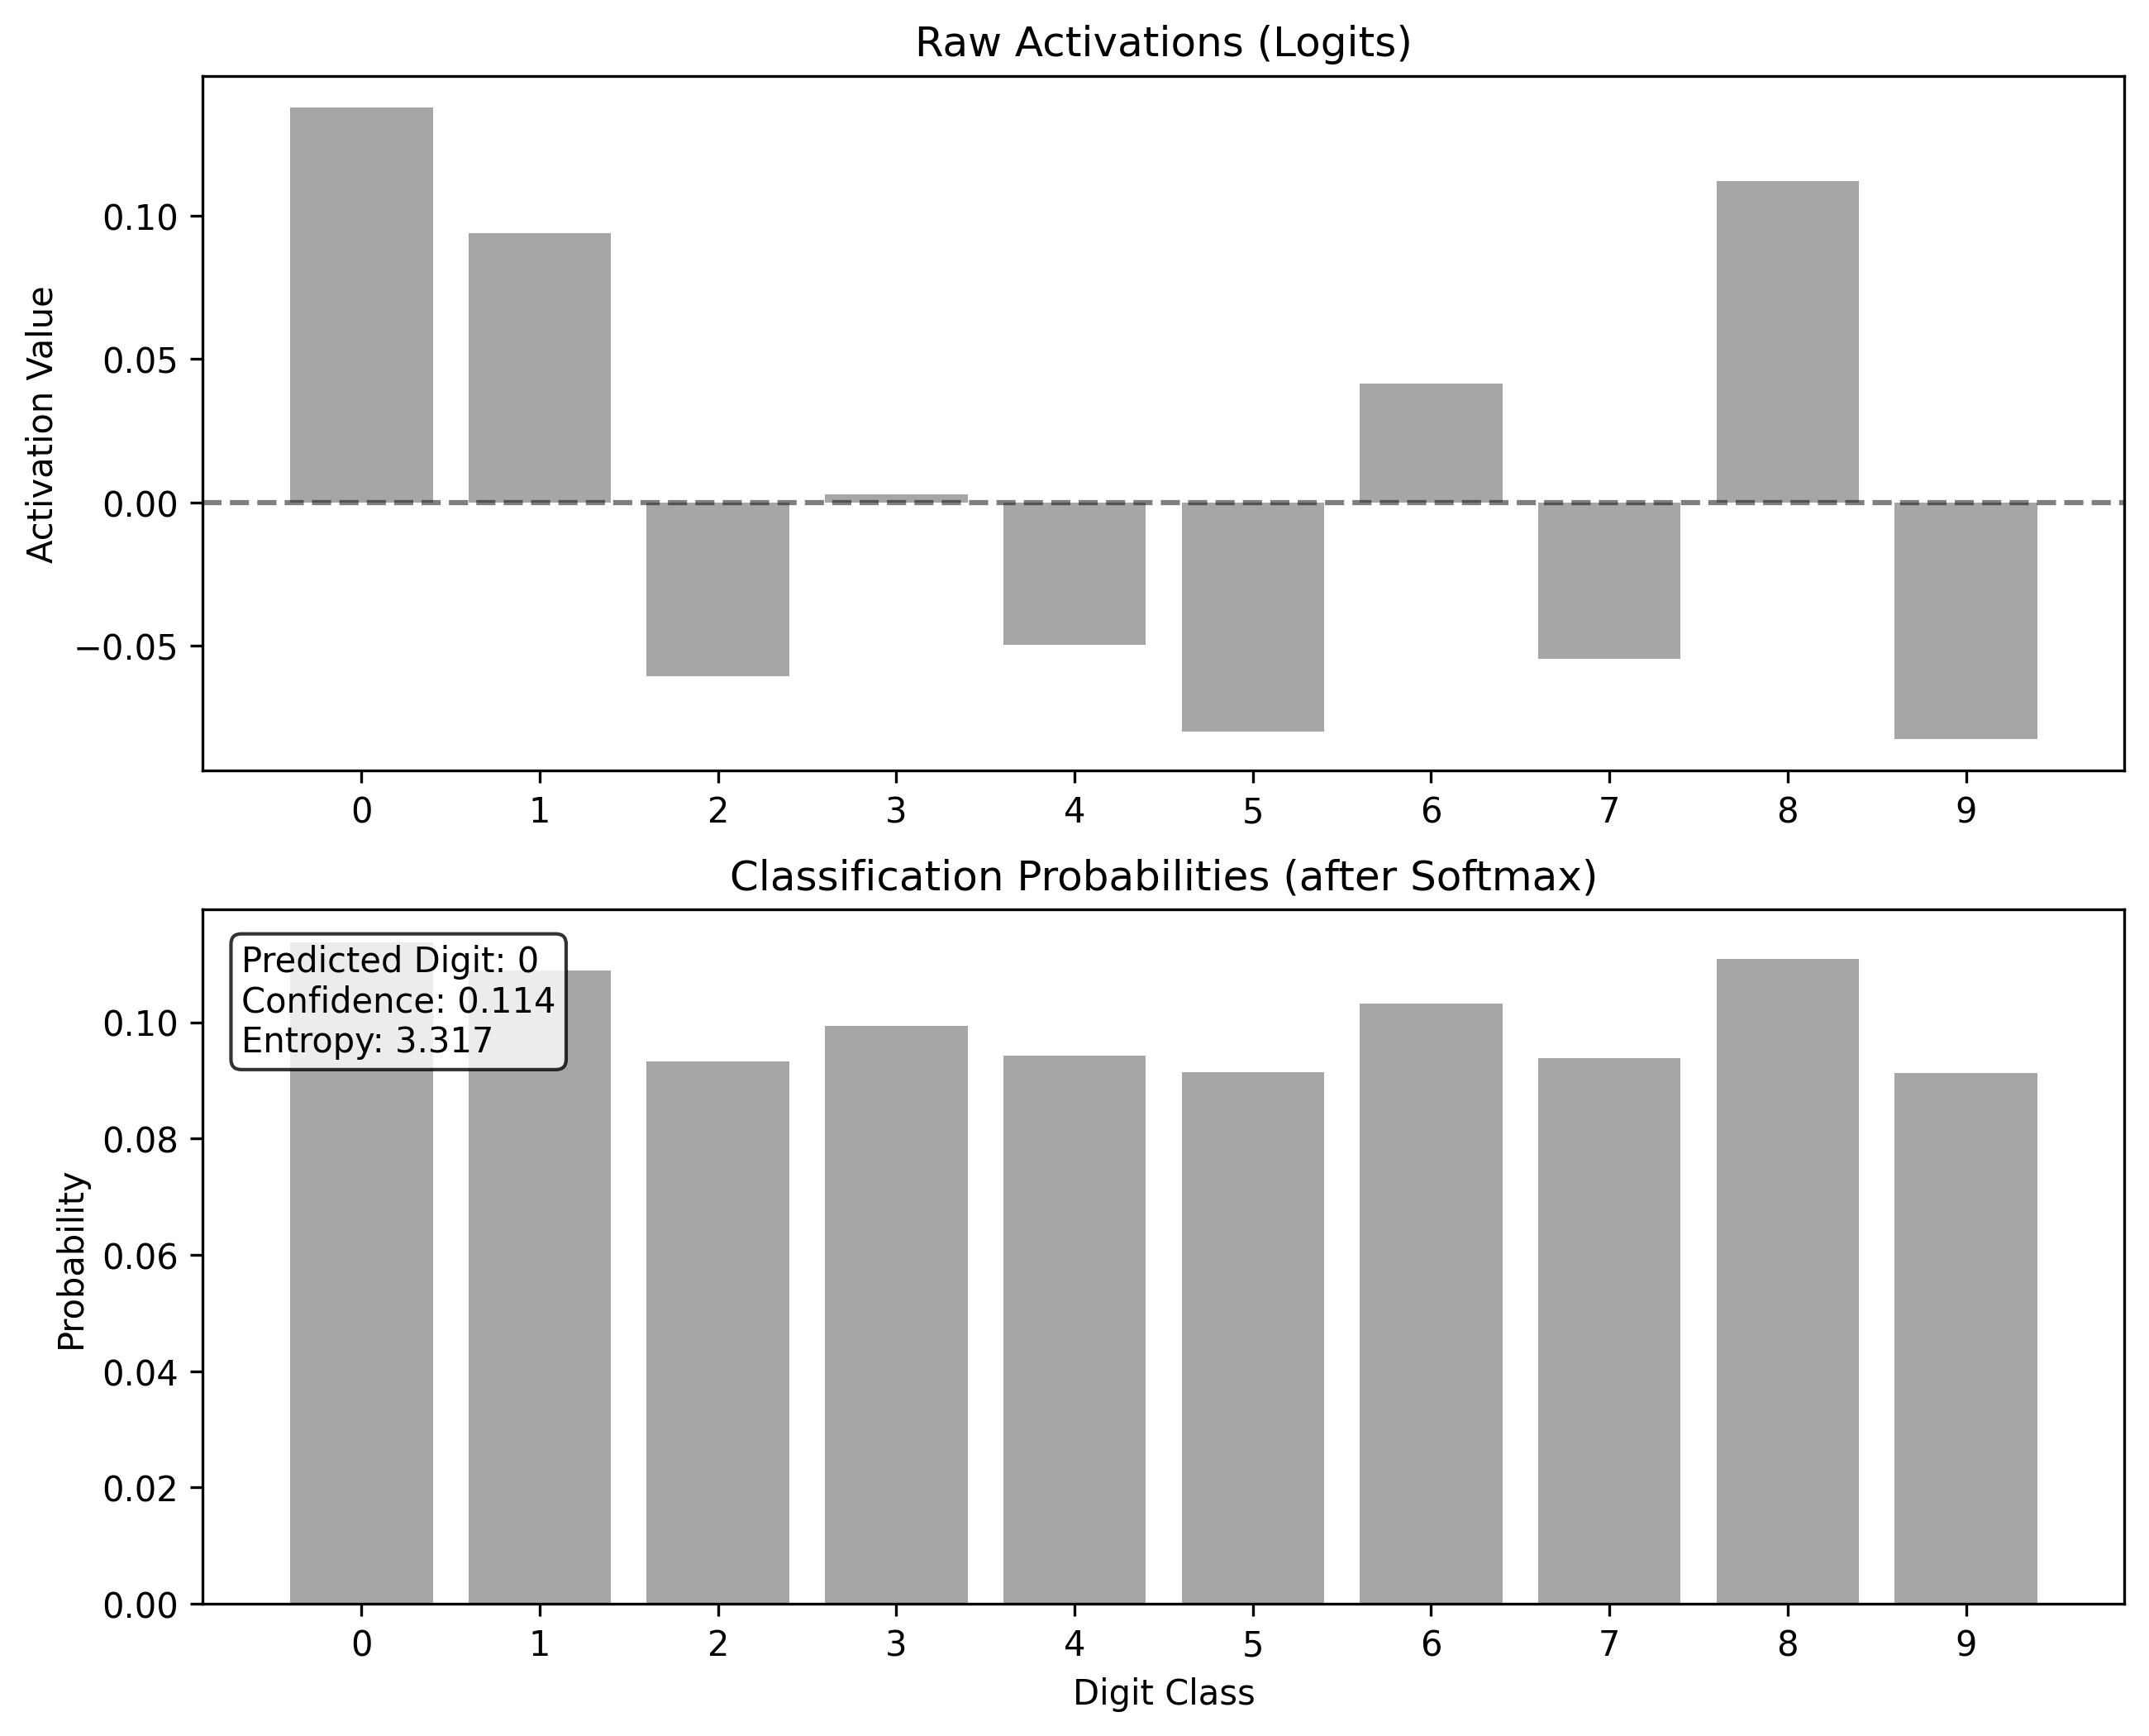 Raw Activations (Logits)
Activation Value
0.10
0.05
0.00
−0.05
0 1 2 3 4 5 6 7 8 9
Classification Probabilities (after Softmax)
Predicted Digit: 0
Confidence: 0.114
Entropy: 3.317
Probability
0.10
0.08
0.06
0.04
0.02
0.00
0 1 2 3 4 5 6 7 8 9
Digit Class